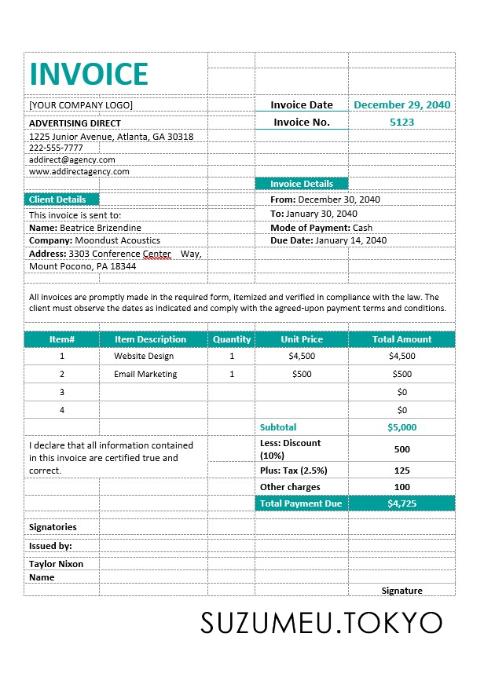 INVOICE
[YOUR COMPANY LOGO]
Invoice Date December 29, 2040
ADVERTISING DIRECT
Invoice No. 5123
1225 Junior Avenue, Atlanta, GA 30318
222-555-7777
addirect@agency.com
www.addirectagency.com
Invoice Details
Client Details
From: December 30, 2040
This invoice is sent to:
To: January 30, 2040
Name: Beatrice Brizendine
Mode of Payment: Cash
Company: Moondust Acoustics
Due Date: January 14, 2040
Address: 3303 Conference Center Way,
Mount Pocono, PA 18344
All invoices are promptly made in the required form, itemized and verified in compliance with the law. The
client must observe the dates as indicated and comply with the agreed-upon payment terms and conditions.
Item# Item Description Quantity Unit Price Total Amount
1 Website Design 1 $4,500 $4,500
2 Email Marketing 1 $500 $500
3 $0
4 $0
Subtotal $5,000
I declare that all information contained
in this invoice are certified true and
correct.
Less: Discount
(10%) 500
Plus: Tax (2.5%) 125
Other charges 100
Total Payment Due $4,725
Signatories
Issued by:
Taylor Nixon
Name
Signature
SUZUMEU.TOKYO